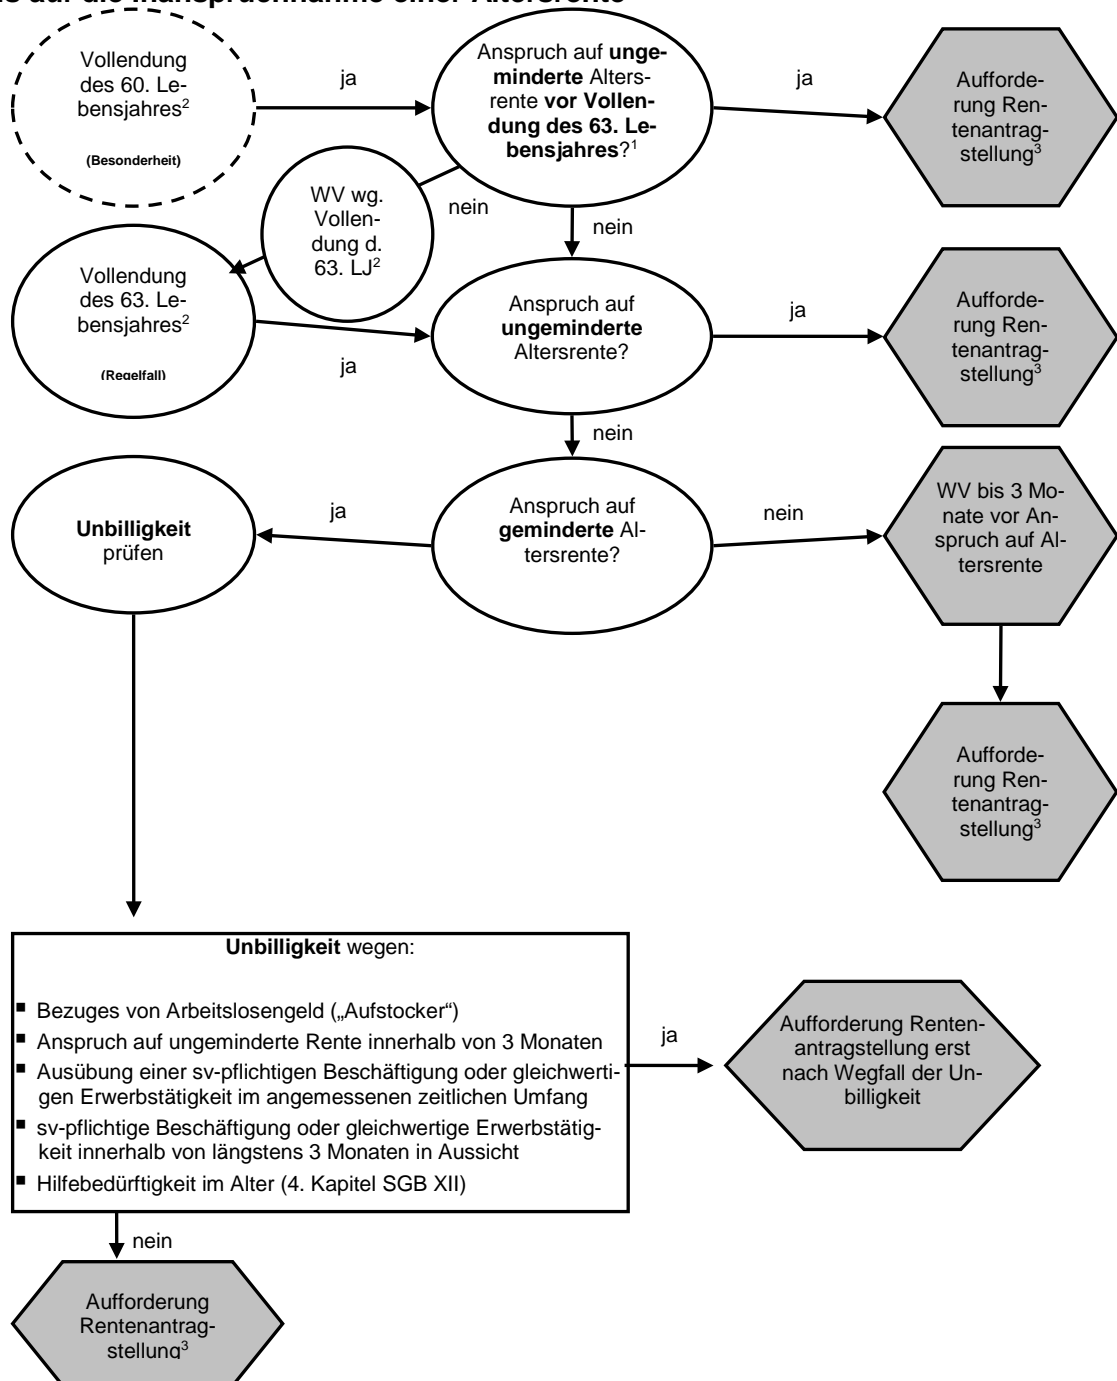 auf die Inanspruchnahme einer Altersrente
Vollendung
des 60. Le-
bensjahres²
(Besonderheit)
ja
Anspruch auf unge-
minderte Alters-
rente vor Vollen-
dung des 63. Le-
bensjahres?¹
ja
Aufforde-
rung Ren-
tenantrag-
stellung³
WV wg.
Vollen-
dung d.
63. LJ²
nein
nein
Vollendung
des 63. Le-
bensjahres²
(Regelfall)
ja
Anspruch auf
ungeminderte
Altersrente?
ja
Aufforde-
rung Ren-
tenantrag-
stellung³
nein
Unbilligkeit
prüfen
ja
Anspruch auf
geminderte Al-
tersrente?
nein
WV bis 3 Mo-
nate vor An-
spruch auf Al-
tersrente
Aufforde-
rung Ren-
tenantrag-
stellung³
Unbilligkeit wegen:
▪ Bezuges von Arbeitslosengeld („Aufstocker“)
▪ Anspruch auf ungeminderte Rente innerhalb von 3 Monaten
▪ Ausübung einer sv-pflichtigen Beschäftigung oder gleichwerti-
gen Erwerbstätigkeit im angemessenen zeitlichen Umfang
▪ sv-pflichtige Beschäftigung oder gleichwertige Erwerbstätig-
keit innerhalb von längstens 3 Monaten in Aussicht
▪ Hilfebedürftigkeit im Alter (4. Kapitel SGB XII)
ja
Aufforderung Renten-
antragstellung erst
nach Wegfall der Un-
billigkeit
nein
Aufforderung
Rentenantrag-
stellung³